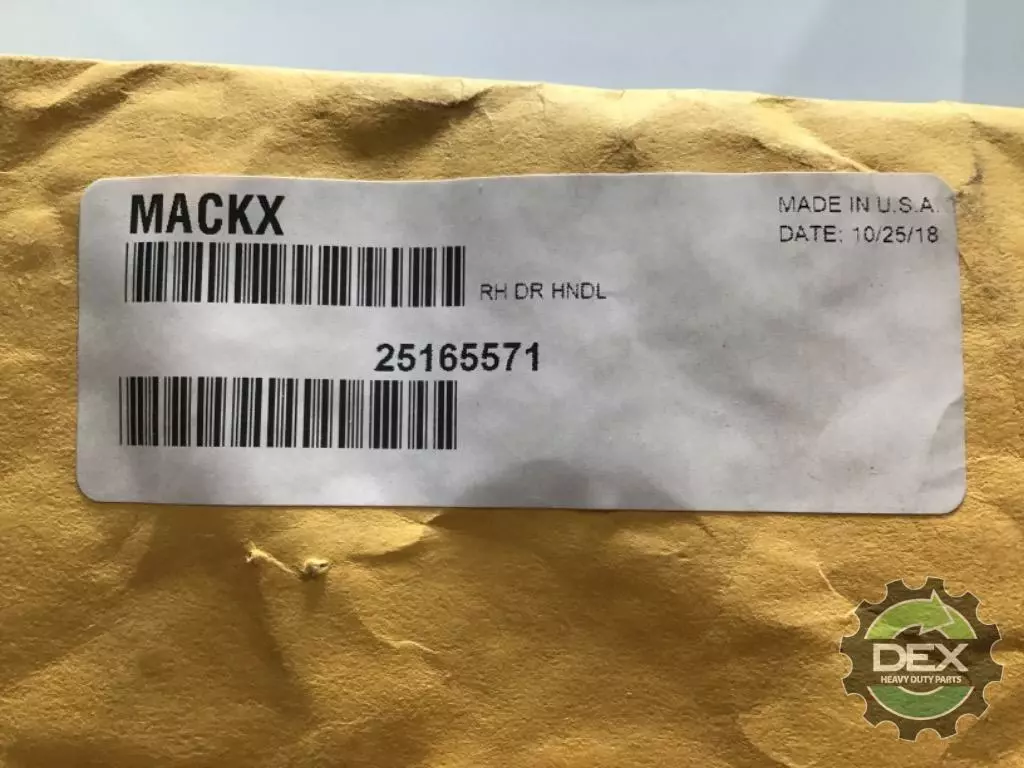 MACKX
MADE IN U.S.A.
DATE: 10/25/18
RH DR HNDL
25165571
DEX
HEAVY DUTY PARTS